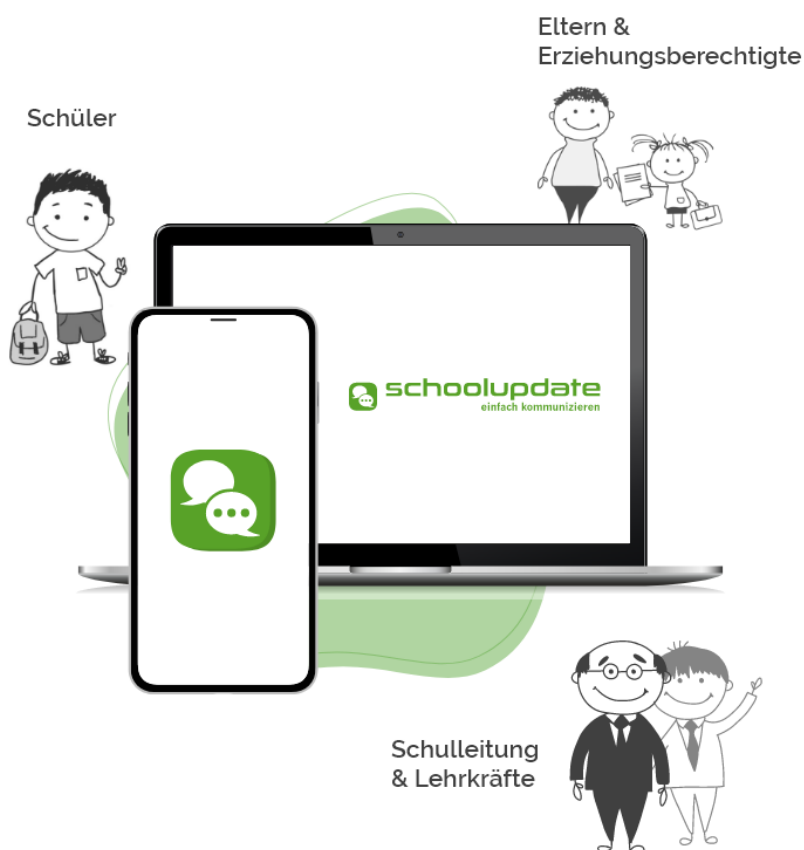 Eltern &
Erziehungsberechtigte
Schüler
schoolupdate
einfach kommunizieren
Schulleitung
& Lehrkräfte